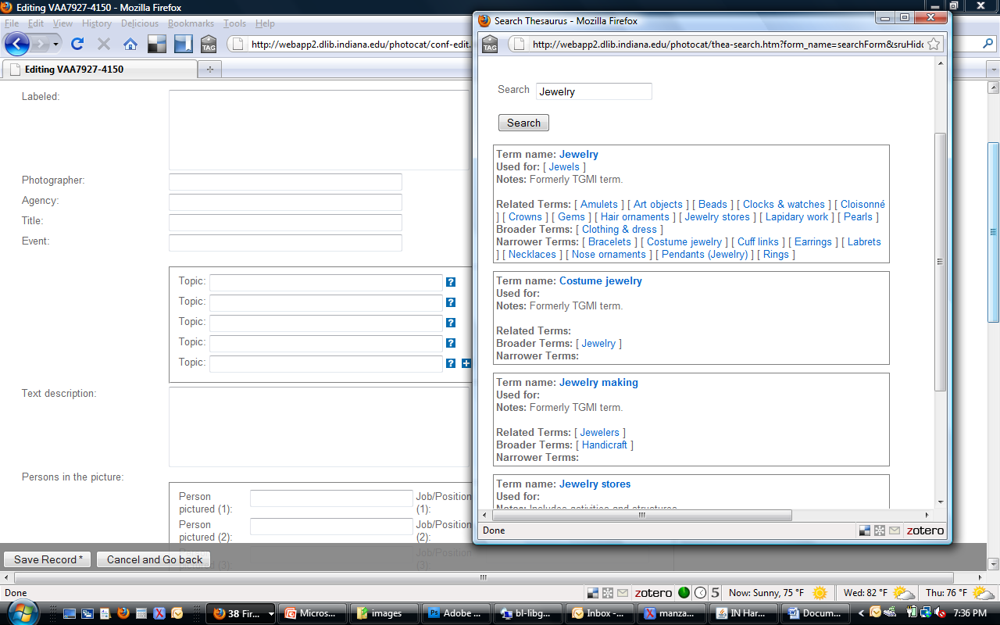 Editing VAA7927-4150 - Mozilla Firefox
File Edit View History Delicious Bookmarks Tools Help
TAG
http://webapp2.dlib.indiana.edu/photocat/conf-edit.
Editing VAA7927-4150
Labeled:
Photographer:
Agency:
Title:
Event:
Topic: ?
Topic: ?
Topic: ?
Topic: ?
Topic: ? +
Text description:
Persons in the picture:
Person pictured (1):
Job/Position (1):
Person pictured (2):
Job/Position (2):
Person pictured (3):
Job/Position (3):
Save Record * Cancel and Go back
Done
Search Thesaurus - Mozilla Firefox
TAG
http://webapp2.dlib.indiana.edu/photocat/thea-search.htm?form_name=searchForm&sruHidd
Search Jewelry
Search
Term name: Jewelry
Used for: [ Jewels ]
Notes: Formerly TGMI term.
Related Terms: [ Amulets ] [ Art objects ] [ Beads ] [ Clocks & watches ] [ Cloisonné
] [ Crowns ] [ Gems ] [ Hair ornaments ] [ Jewelry stores ] [ Lapidary work ] [ Pearls ]
Broader Terms: [ Clothing & dress ]
Narrower Terms: [ Bracelets ] [ Costume jewelry ] [ Cuff links ] [ Earrings ] [ Labrets
] [ Necklaces ] [ Nose ornaments ] [ Pendants (Jewelry) ] [ Rings ]
Term name: Costume jewelry
Used for:
Notes: Formerly TGMI term.
Related Terms:
Broader Terms: [ Jewelry ]
Narrower Terms:
Term name: Jewelry making
Used for:
Notes: Formerly TGMI term.
Related Terms: [ Jewelers ]
Broader Terms: [ Handicraft ]
Narrower Terms:
Term name: Jewelry stores
Used for:
Notes: Includes activities and structures
Done
zotero
zotero 5 Now: Sunny, 75 °F Wed: 82 °F Thu: 76 °F
38 Fir... Micros... images Adobe ... bl-libg... Inbox -... manza... IN Har... Docum... 7:36 PM